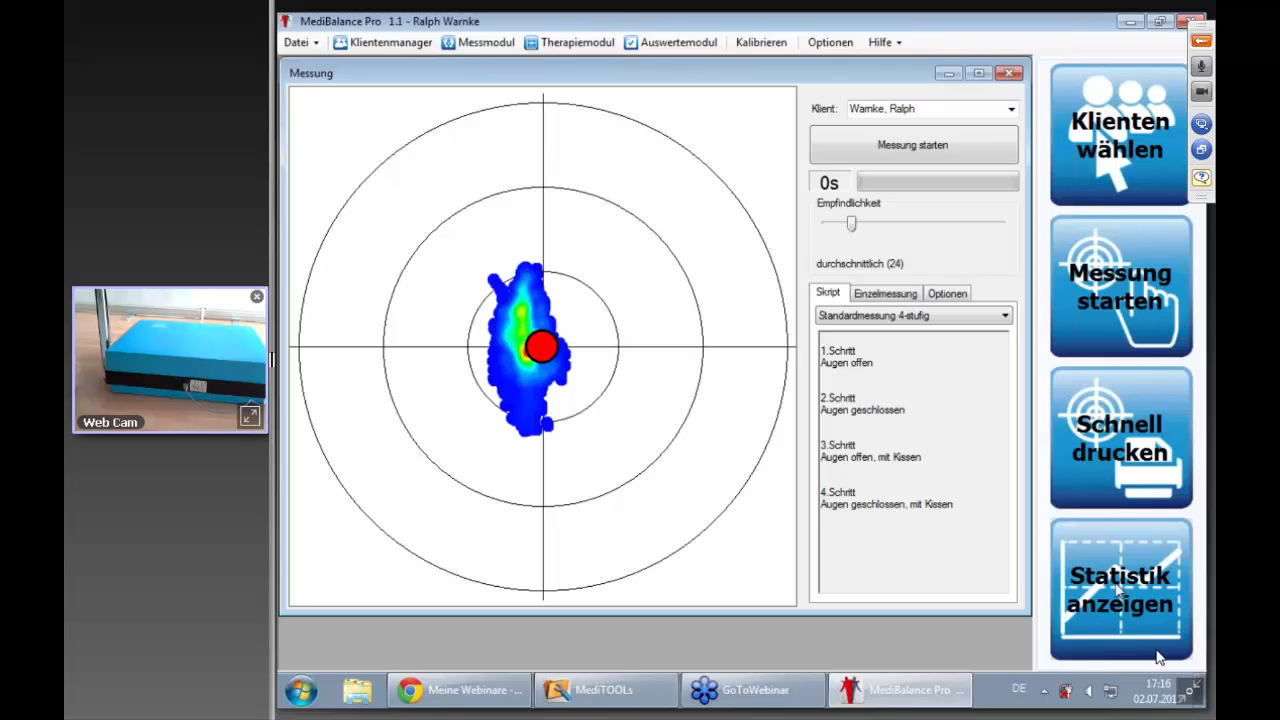 MediBalance Pro 1.1 - Ralph Warnke
Datei Klientenmanager Messmodul Therapiemodul Auswertemodul Kalibrieren Optionen Hilfe
Messung
Klient: Warnke, Ralph
Messung starten
0s
Empfindlichkeit
durchschnittlich (24)
Skript Einzelmessung Optionen
Standardmessung 4-stufig
1.Schritt
Augen offen
2.Schritt
Augen geschlossen
3.Schritt
Augen offen, mit Kissen
4.Schritt
Augen geschlossen, mit Kissen
Klienten
wählen
Messung
starten
Schnell
drucken
Statistik
anzeigen
Web Cam
Meine Webinare -...
MediTOOLs
GoToWebinar
MediBalance Pro ...
DE
17:16
02.07.201